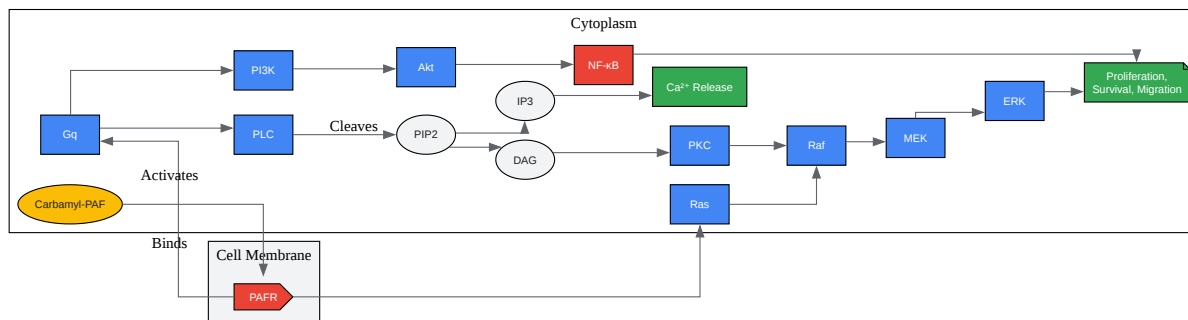 Cytoplasm
PI3K
Akt
NF-κB
Proliferation,
Survival, Migration
Ca²⁺ Release
IP3
ERK
Gq
PLC
Cleaves
PIP2
DAG
PKC
Raf
MEK
Activates
Carbamyl-PAF
Ras
Binds
Cell Membrane
PAFR